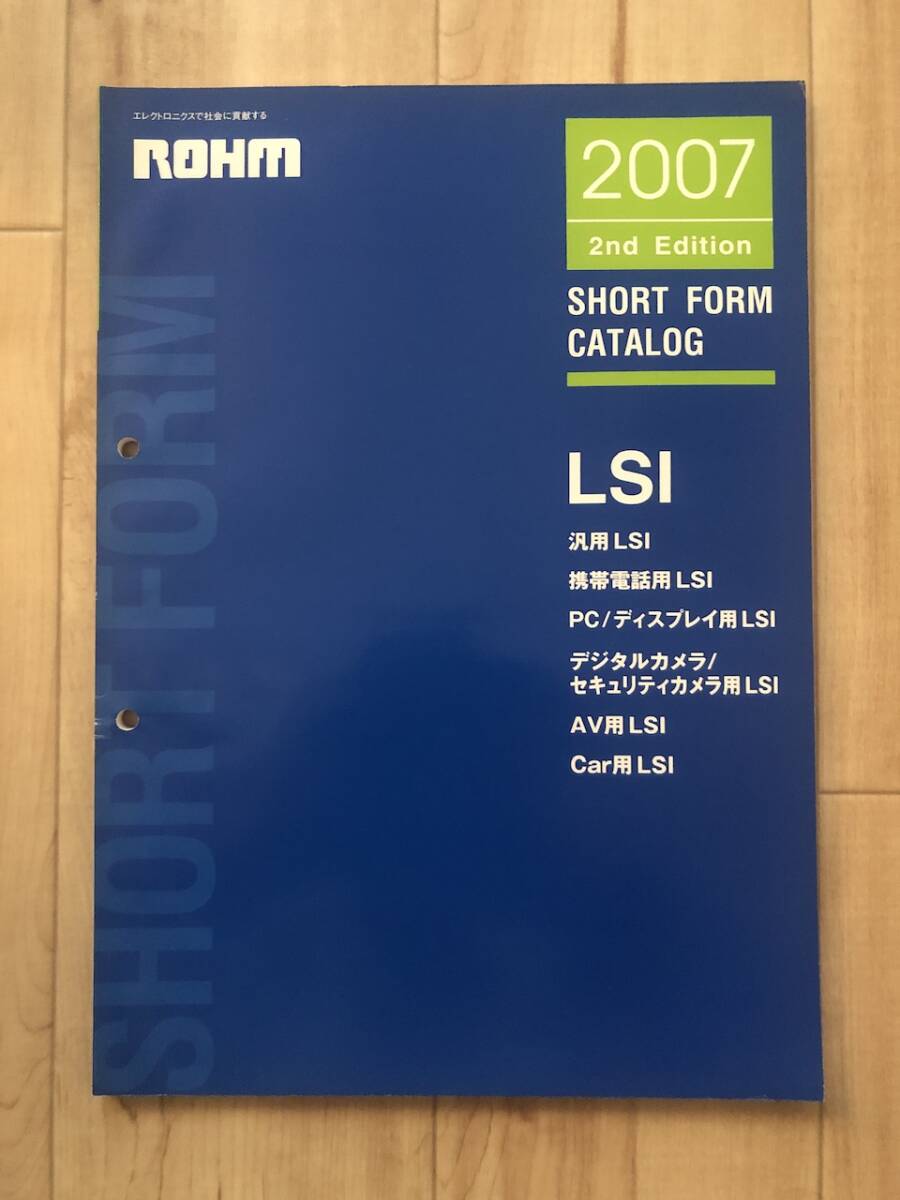 エレクトロニクスで社会に貢献する
ROHM
2007
2nd Edition
SHORT FORM
CATALOG
LSI
汎用LSI
携帯電話用LSI
PC/ディスプレイ用LSI
デジタルカメラ/
セキュリティカメラ用LSI
AV用LSI
Car用LSI
SHORT FORM